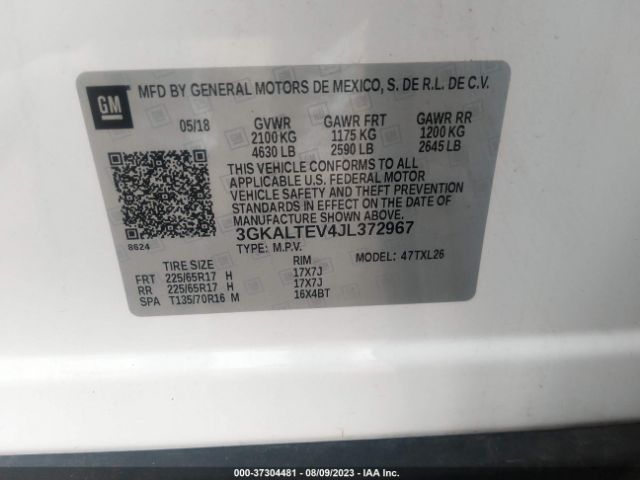 GM
MFD BY GENERAL MOTORS DE MEXICO, S. DE R.L. DE C.V.
05/18 GVWR GAWR FRT GAWR RR
2100 KG 1175 KG 1200 KG
4630 LB 2590 LB 2645 LB
THIS VEHICLE CONFORMS TO ALL
APPLICABLE U.S. FEDERAL MOTOR
VEHICLE SAFETY AND THEFT PREVENTION
STANDARDS IN EFFECT ON THE DATE OF
MANUFACTURE SHOWN ABOVE.
3GKALTEV4JL372967
8624
TYPE: M.P.V. MODEL: 47TXL26
TIRE SIZE RIM
FRT 225/65R17 H 17X7J
RR 225/65R17 H 17X7J
SPA T135/70R16 M 16X4BT
000-37304481 - 08/09/2023 - IAA Inc.